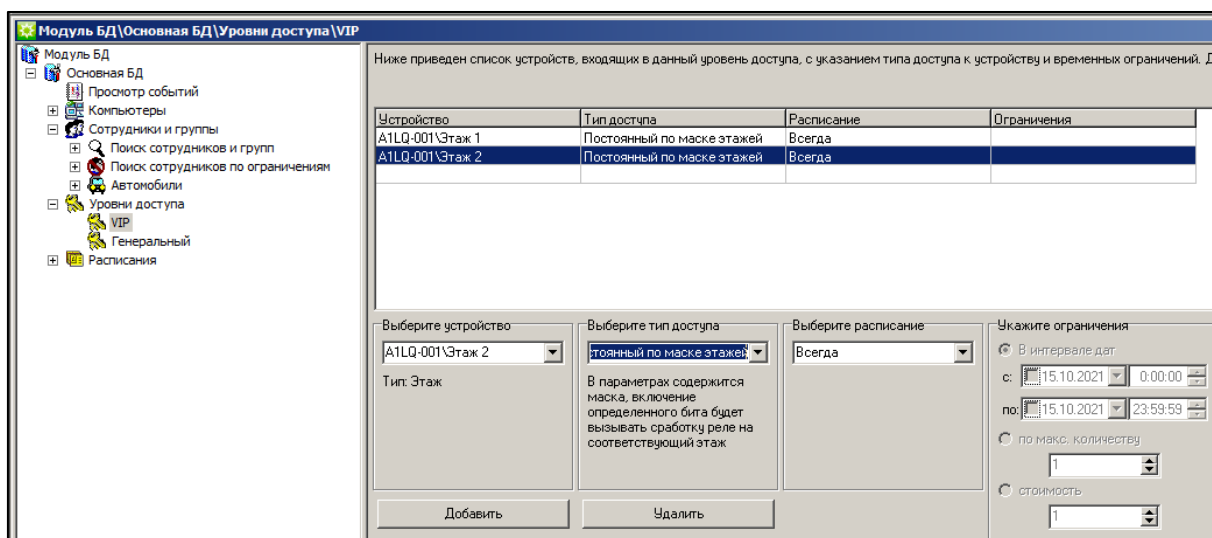 Модуль БД\Основная БД\Уровни доступа\VIP
Модуль БД
Основная БД
Просмотр событий
Компьютеры
Сотрудники и группы
Поиск сотрудников и групп
Поиск сотрудников по ограничениям
Автомобили
Уровни доступа
VIP
Генеральный
Расписания
Ниже приведен список устройств, входящих в данный уровень доступа, с указанием типа доступа к устройству и временных ограничений. Д
Устройство Тип доступа Расписание Ограничения
A1LQ-001\Этаж 1 Постоянный по маске этажей Всегда
A1LQ-001\Этаж 2 Постоянный по маске этажей Всегда
Выберите устройство
A1LQ-001\Этаж 2
Тип: Этаж
Выберите тип доступа
стоянный по маске этажей
В параметрах содержится
маска, включение
определенного бита будет
вызывать сработку реле на
соответствующий этаж
Выберите расписание
Всегда
Укажите ограничения
В интервале дат
с: 15.10.2021 0:00:00
по: 15.10.2021 23:59:59
по макс. количеству
1
стоимость
1
Добавить Удалить